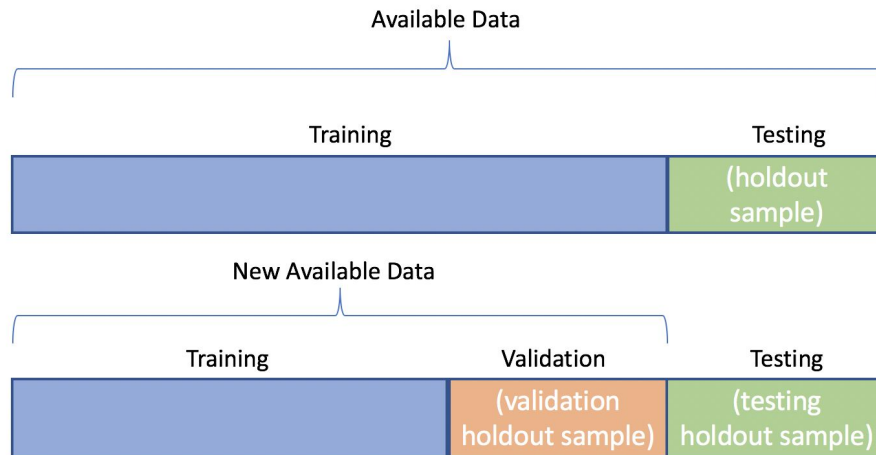 Available Data
Training
Testing
(holdout
sample)
New Available Data
Training
Validation
Testing
(validation
holdout sample)
(testing
holdout sample)